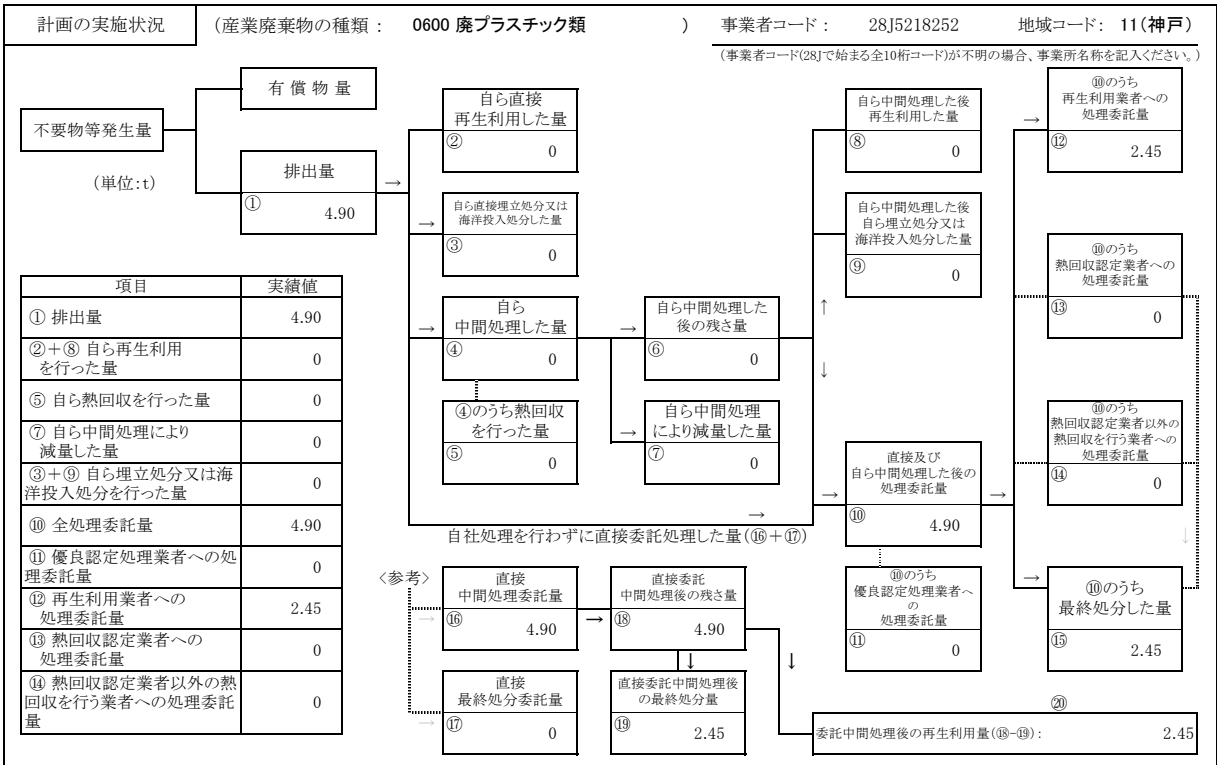 計画の実施状況
(産業廃棄物の種類： 0600 廃プラスチック類 )
事業者コード： 28J5218252
地域コード： 11(神戸)
(事業者コード(28Jで始まる全10桁コード)が不明の場合、事業所名称を記入ください。)
不要物等発生量
(単位:t)
有 償 物 量
排出量
→
①
4.90
自ら直接
再生利用した量
②
0
→
自ら直接埋立処分又は
海洋投入処分した量
③
0
→
自ら
中間処理した量
④
0
④のうち熱回収
を行った量
⑤
0
→
自ら中間処理した
後の残さ量
⑥
0
→
自ら中間処理
により減量した量
⑦
0
自ら中間処理した後
再生利用した量
⑧
0
自ら中間処理した後
自ら埋立処分又は
海洋投入処分した量
⑨
0
↑
↓
→
直接及び
自ら中間処理した後の
処理委託量
⑩
4.90
→
⑩のうち
優良認定処理業者へ
の
処理委託量
⑪
0
→
⑩のうち
再生利用業者への
処理委託量
⑫
2.45
⑩のうち
熱回収認定業者への
処理委託量
⑬
0
⑩のうち
熱回収認定業者以外の
熱回収を行う業者への
処理委託量
⑭
0
↓
→
⑩のうち
最終処分した量
⑮
2.45
→
自社処理を行わずに直接委託処理した量(⑯＋⑰)
〈参考〉
→
直接
中間処理委託量
⑯
4.90
→
直接委託
中間処理後の残さ量
⑱
4.90
→
直接
最終処分委託量
⑰
0
↓
直接委託中間処理後
の最終処分量
⑲
2.45
↓
⑳
委託中間処理後の再生利用量(⑱-⑲)： 2.45
項目 実績値
① 排出量 4.90
②＋⑧ 自ら再生利用
を行った量 0
⑤ 自ら熱回収を行った量 0
⑦ 自ら中間処理により
減量した量 0
③＋⑨ 自ら埋立処分又は海
洋投入処分を行った量 0
⑩ 全処理委託量 4.90
⑪ 優良認定処理業者への処
理委託量 0
⑫ 再生利用業者への
処理委託量 2.45
⑬ 熱回収認定業者への
処理委託量 0
⑭ 熱回収認定業者以外の熱
回収を行う業者への処理委託
量 0